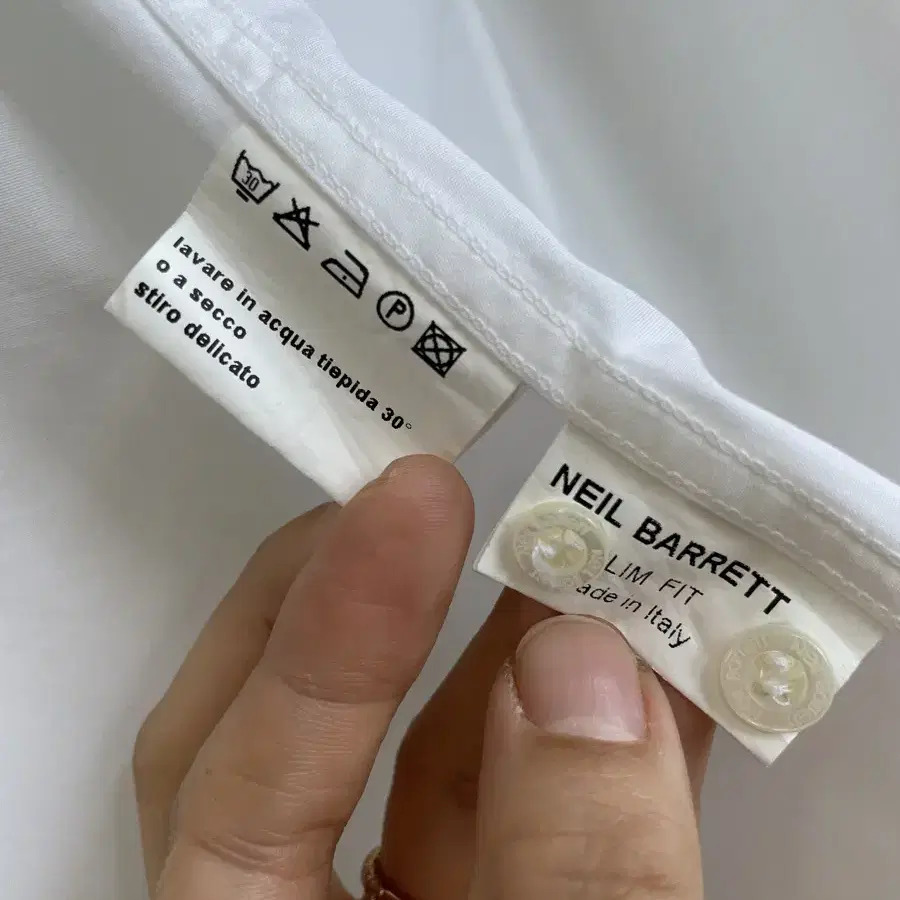 30
P
lavare in acqua tiepida 30°
o a secco
stiro delicato
NEIL BARRETT
LIM FIT
ade in Italy